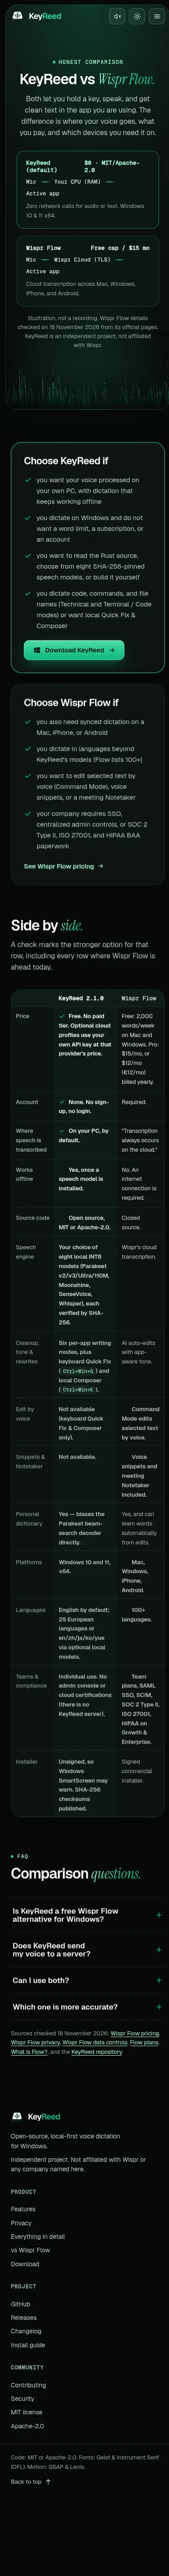 KeyReed
HONEST COMPARISON
KeyReed vs Wispr Flow.
Both let you hold a key, speak, and get
clean text in the app you are using. The
difference is where your voice goes, what
you pay, and which devices you need it on.
KeyReed (default)
$0 · MIT/Apache-2.0
Mic Your CPU (RAM)
Active app
Zero network calls for audio or text. Windows
10 & 11 x64.
Wispr Flow
Free cap / $15 mo
Mic Wispr Cloud (TLS)
Active app
Cloud transcription across Mac, Windows,
iPhone, and Android.
Illustration, not a recording. Wispr Flow details
checked on 18 November 2026 from its official pages.
KeyReed is an independent project, not affiliated
with Wispr.
Choose KeyReed if
you want your voice processed on
your own PC, with dictation that
keeps working offline
you dictate on Windows and do not
want a word limit, a subscription, or
an account
you want to read the Rust source,
choose from eight SHA-256-pinned
speech models, or build it yourself
you dictate code, commands, and file
names (Technical and Terminal / Code
modes) or want local Quick Fix &
Composer
Download KeyReed →
Choose Wispr Flow if
you also need synced dictation on a
Mac, iPhone, or Android
you dictate in languages beyond
KeyReed's models (Flow lists 100+)
you want to edit selected text by
voice (Command Mode), voice
snippets, or a meeting Notetaker
your company requires SSO,
centralized admin controls, or SOC 2
Type II, ISO 27001, and HIPAA BAA
paperwork
See Wispr Flow pricing →
Side by side.
A check marks the stronger option for that
row, including every row where Wispr Flow is
ahead today.
KeyReed 2.1.0
Wispr Flow
Price
Free. No paid
tier. Optional cloud
profiles use your
own API key at that
provider's price.
Free: 2,000
words/week
on Mac and
Windows. Pro:
$15/mo, or
$12/mo
(€12/mo)
billed yearly.
Account
None. No sign-
up, no login.
Required.
Where
speech is
transcribed
On your PC, by
default.
"Transcription
always occurs
on the cloud."
Works
offline
Yes, once a
speech model is
installed.
No. An
internet
connection is
required.
Source code
Open source,
MIT or Apache-2.0.
Closed
source.
Speech
engine
Your choice of
eight local INT8
models (Parakeet
v2/v3/Ultra/110M,
Moonshine,
SenseVoice,
Whisper), each
verified by SHA-
256.
Wispr's cloud
transcription.
Cleanup,
tone &
rewrites
Six per-app writing
modes, plus
keyboard Quick Fix
(Ctrl+Win+G) and
local Composer
(Ctrl+Win+K).
AI auto-edits
with app-
aware tone.
Edit by
voice
Not available
(keyboard Quick
Fix & Composer
only).
Command
Mode edits
selected text
by voice.
Snippets &
Notetaker
Not available.
Voice
snippets and
meeting
Notetaker
included.
Personal
dictionary
Yes — biases the
Parakeet beam-
search decoder
directly.
Yes, and can
learn words
automatically
from edits.
Platforms
Windows 10 and 11,
x64.
Mac,
Windows,
iPhone,
Android.
Languages
English by default;
25 European
languages or
en/zh/ja/ko/yue
via optional local
models.
100+
languages.
Teams &
compliance
Individual use. No
admin console or
cloud certifications
(there is no
KeyReed server).
Team
plans, SAML
SSO, SCIM,
SOC 2 Type II,
ISO 27001,
HIPAA on
Growth &
Enterprise.
Installer
Unsigned, so
Windows
SmartScreen may
warn. SHA-256
checksums
published.
Signed
commercial
installer.
FAQ
Comparison questions.
Is KeyReed a free Wispr Flow
alternative for Windows?
Does KeyReed send
my voice to a server?
Can I use both?
Which one is more accurate?
Sources checked 18 November 2026: Wispr Flow pricing,
Wispr Flow privacy, Wispr Flow data controls, Flow plans,
What is Flow?, and the KeyReed repository.
KeyReed
Open-source, local-first voice dictation
for Windows.
Independent project. Not affiliated with Wispr or
any company named here.
PRODUCT
Features
Privacy
Everything in detail
vs Wispr Flow
Download
PROJECT
GitHub
Releases
Changelog
Install guide
COMMUNITY
Contributing
Security
MIT license
Apache-2.0
Code: MIT or Apache-2.0. Fonts: Geist & Instrument Serif
(OFL). Motion: GSAP & Lenis.
Back to top ↑